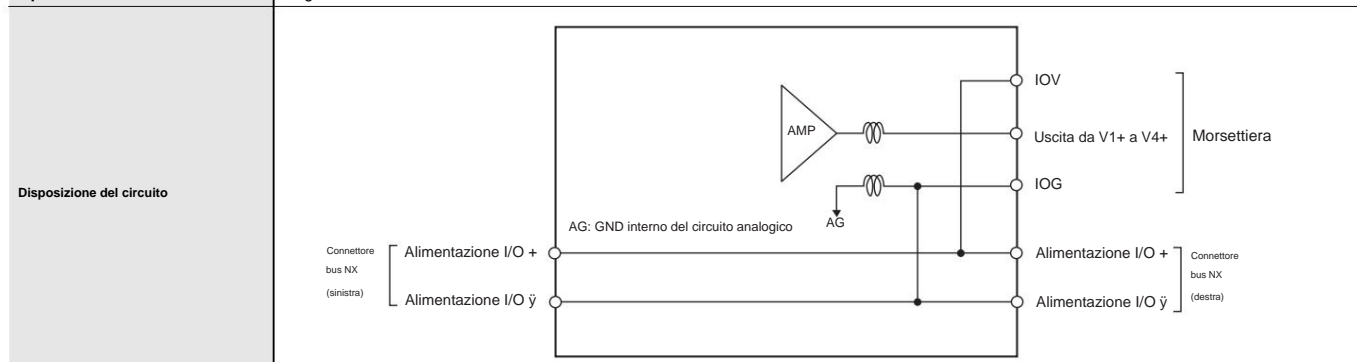 Disposizione del circuito
IOV
AMP
Uscita da V1+ a V4+
Morsettiera
IOG
AG
AG: GND interno del circuito analogico
Connettore
bus NX
(sinistra)
Alimentazione I/O +
Alimentazione I/O ÿ
Alimentazione I/O +
Alimentazione I/O ÿ
Connettore
bus NX
(destra)